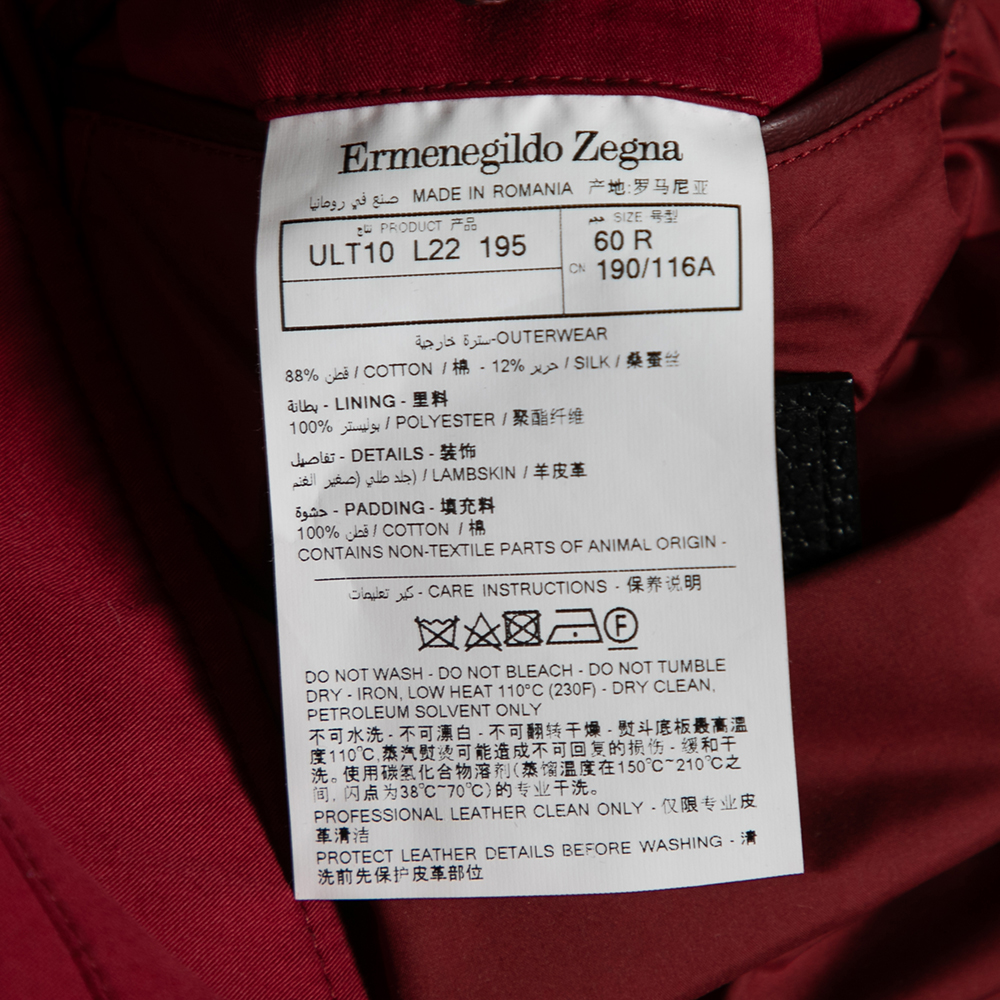 Ermenegildo Zegna
صنع في رومانيا MADE IN ROMANIA 产地:罗马尼亚
نتاج PRODUCT 产品
ULT10 L22 195
حجم SIZE 号型
60 R
CN 190/116A
سترة خارجية-OUTERWEAR
88% قطن / COTTON / 棉 - 12% حرير / SILK / 桑蚕丝
بطانة - LINING - 里料
100% بوليستر / POLYESTER / 聚酯纤维
تفاصيل - DETAILS - 装饰
جلد طلي (صغير الغنم) / LAMBSKIN / 羊皮革
حشوة - PADDING - 填充料
100% قطن / COTTON / 棉
CONTAINS NON-TEXTILE PARTS OF ANIMAL ORIGIN -
كير تعليمات - CARE INSTRUCTIONS - 保养说明
F
DO NOT WASH - DO NOT BLEACH - DO NOT TUMBLE
DRY - IRON, LOW HEAT 110°C (230F) - DRY CLEAN,
PETROLEUM SOLVENT ONLY
不可水洗 - 不可漂白 - 不可翻转干燥 - 熨斗底板最高温
度110℃,蒸汽熨烫可能造成不可回复的损伤 - 缓和干
洗。使用碳氢化合物溶剂(蒸馏温度在150℃~210℃之
间, 闪点为38℃~70℃)的专业干洗。
PROFESSIONAL LEATHER CLEAN ONLY - 仅限专业皮
革清洁
PROTECT LEATHER DETAILS BEFORE WASHING - 清
洗前先保护皮革部位